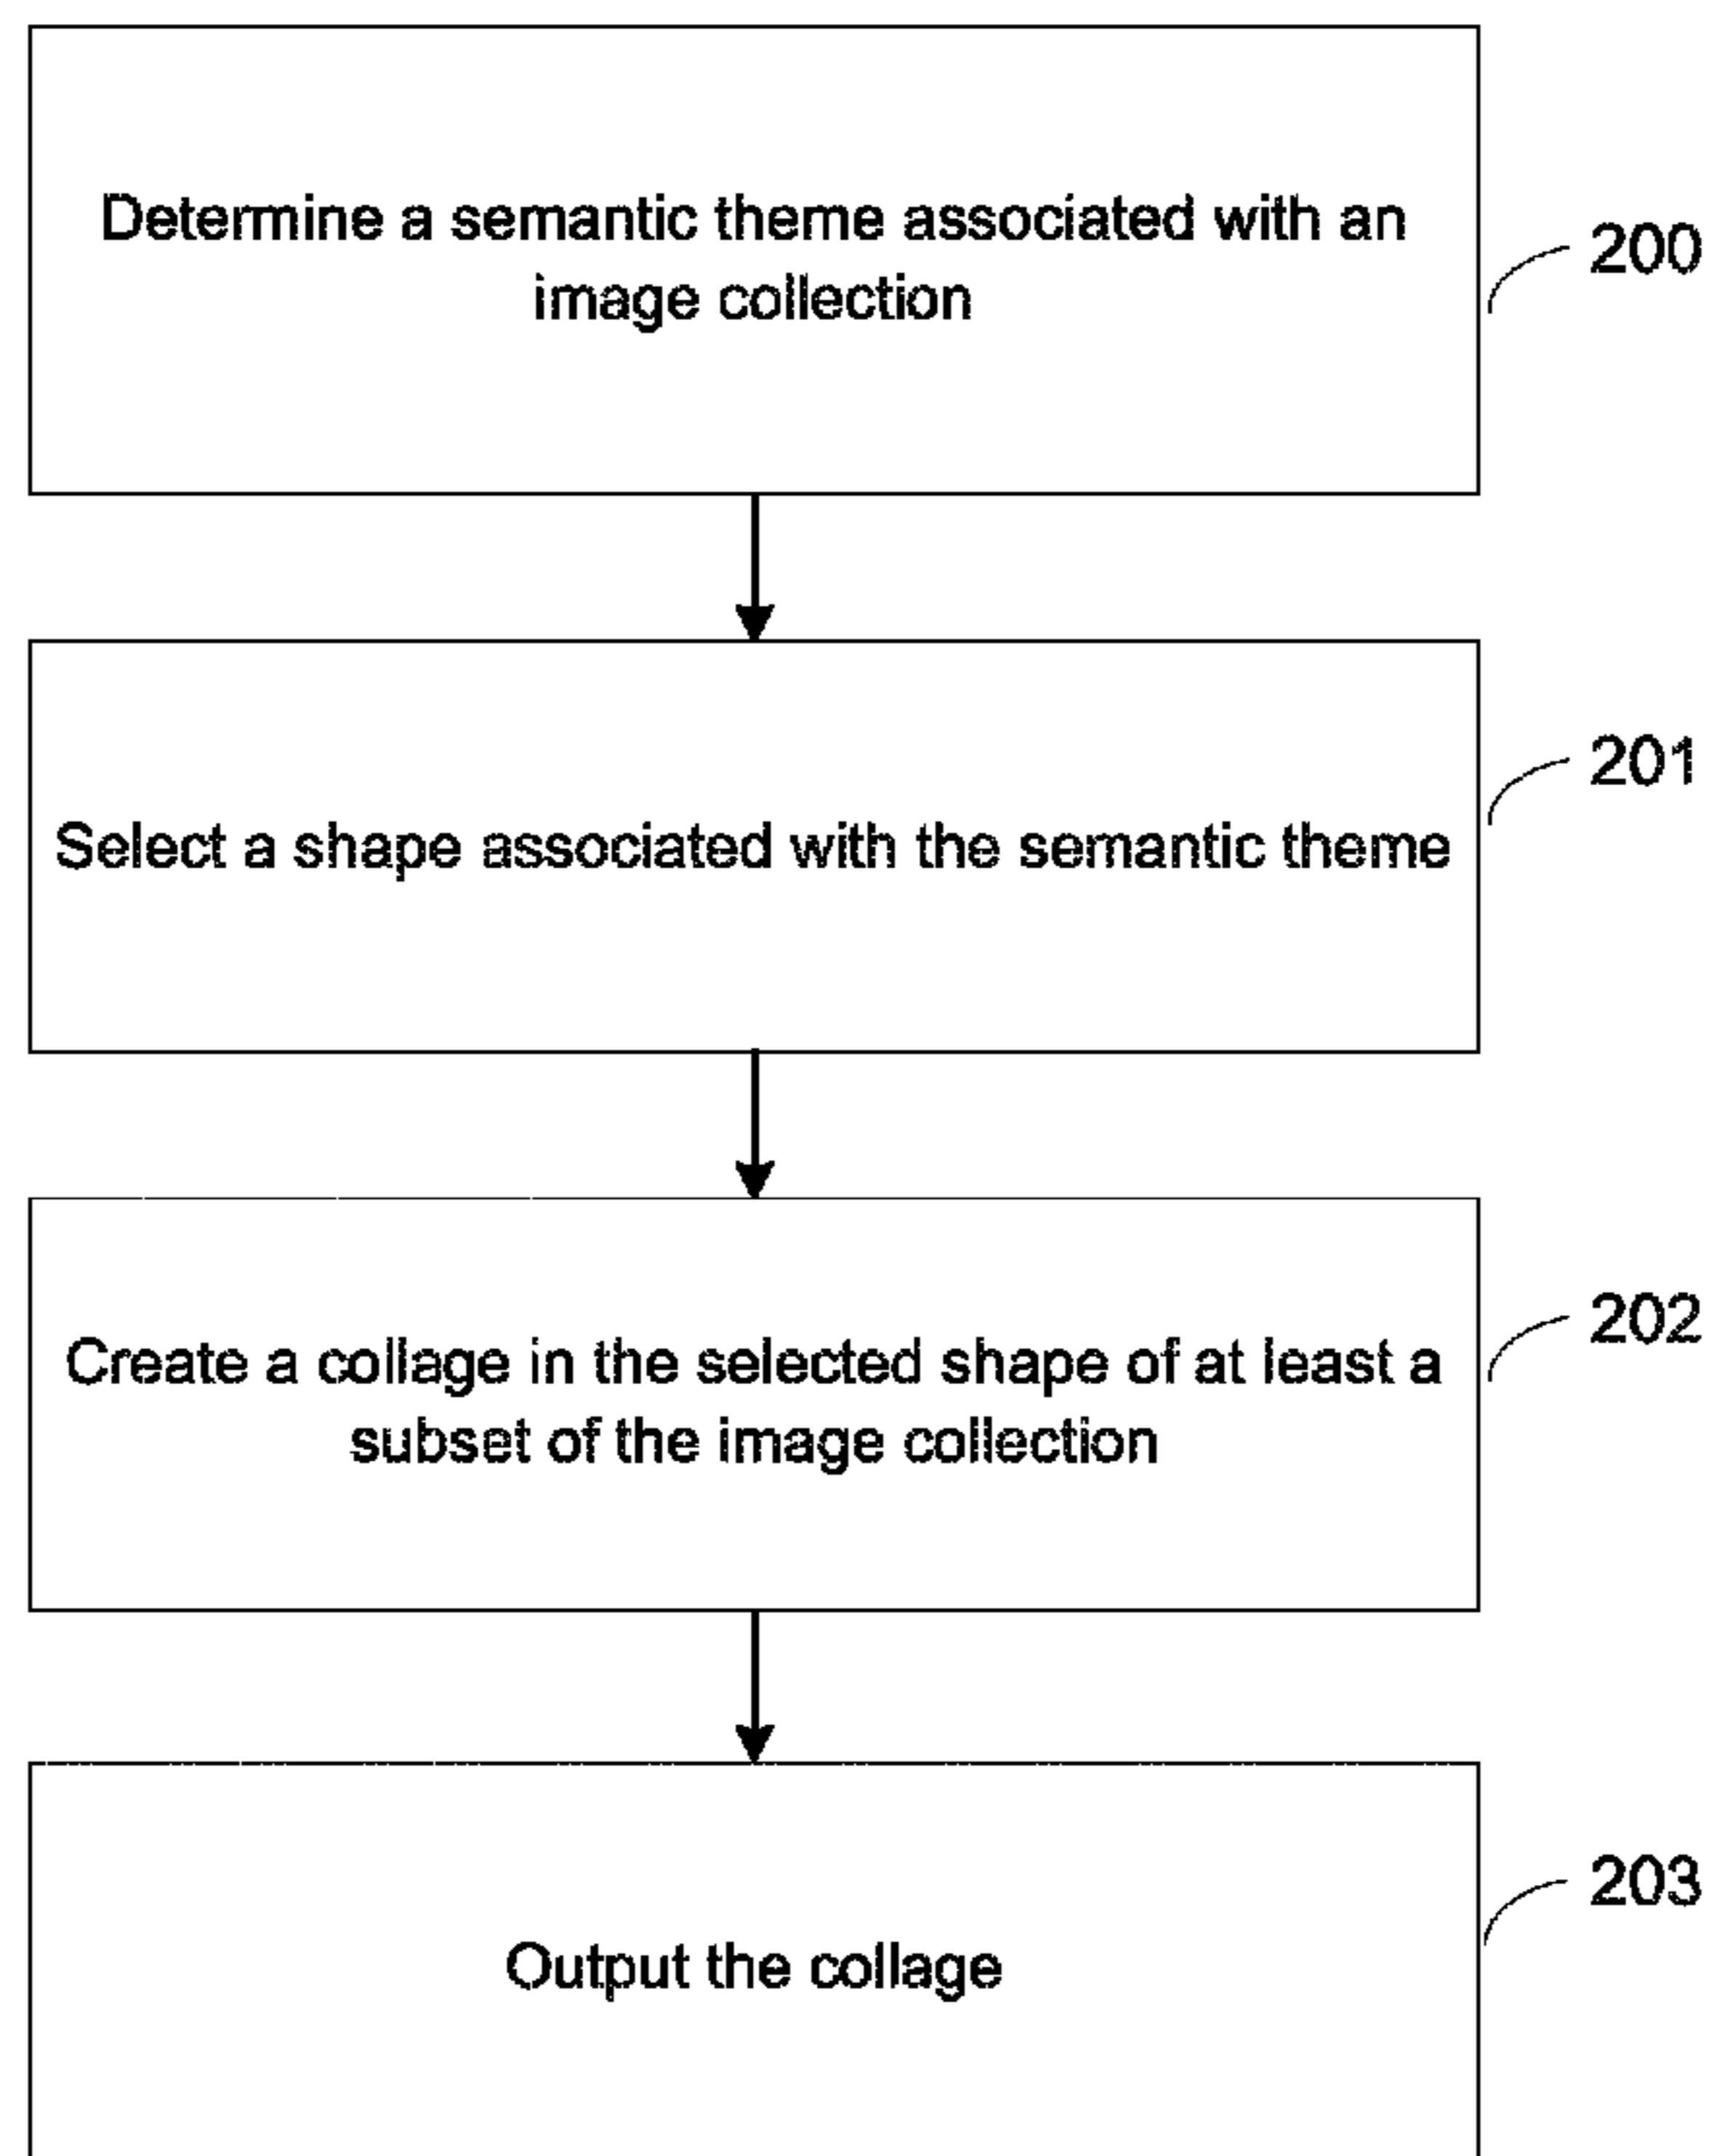 Determine a semantic theme associated with an
image collection
200
Select a shape associated with the semantic theme
201
Create a collage in the selected shape of at least a
subset of the image collection
202
Output the collage
203